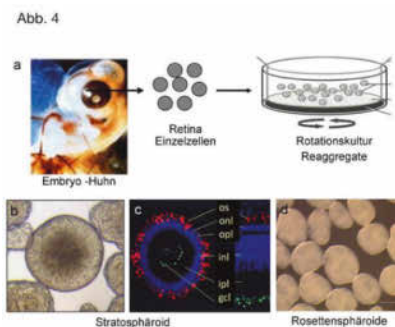 Abb. 4
a
Retina
Einzelzellen
Rotationskultur
Reaggregate
Embryo -Huhn
b
c
os
onl
opl
inl
ipl
gcl
d
Stratosphäroid
Rosettensphäroide